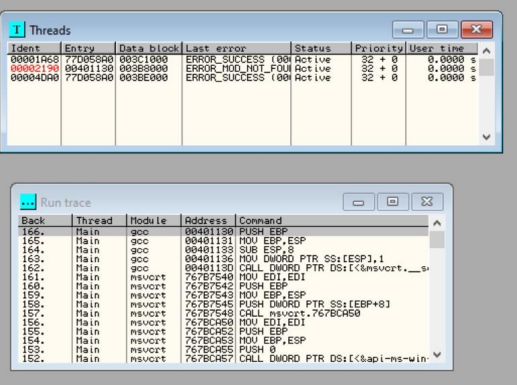 T Threads
Ident Entry Data block Last error Status Priority User time
00001A68 77D058A0 003C1000 ERROR_SUCCESS (00 Active 32 + 0 0.0000 s
00002190 00401130 003B8000 ERROR_MOD_NOT_FOU Active 32 + 0 0.0000 s
00004DA0 77D058A0 003BE000 ERROR_SUCCESS (00 Active 32 + 0 0.0000 s
... Run trace
Back Thread Module Address Command
166. Main gcc 00401130 PUSH EBP
165. Main gcc 00401131 MOV EBP,ESP
164. Main gcc 00401133 SUB ESP,8
163. Main gcc 00401136 MOV DWORD PTR SS:[ESP],1
162. Main gcc 0040113D CALL DWORD PTR DS:[<&msvcrt.__s
161. Main msvcrt 767B7540 MOV EDI,EDI
160. Main msvcrt 767B7542 PUSH EBP
159. Main msvcrt 767B7543 MOV EBP,ESP
158. Main msvcrt 767B7545 PUSH DWORD PTR SS:[EBP+8]
157. Main msvcrt 767B7548 CALL msvcrt.767BCA50
156. Main msvcrt 767BCA50 MOV EDI,EDI
155. Main msvcrt 767BCA52 PUSH EBP
154. Main msvcrt 767BCA53 MOV EBP,ESP
153. Main msvcrt 767BCA55 PUSH 0
152. Main msvcrt 767BCA57 CALL DWORD PTR DS:[<&api-ms-win-